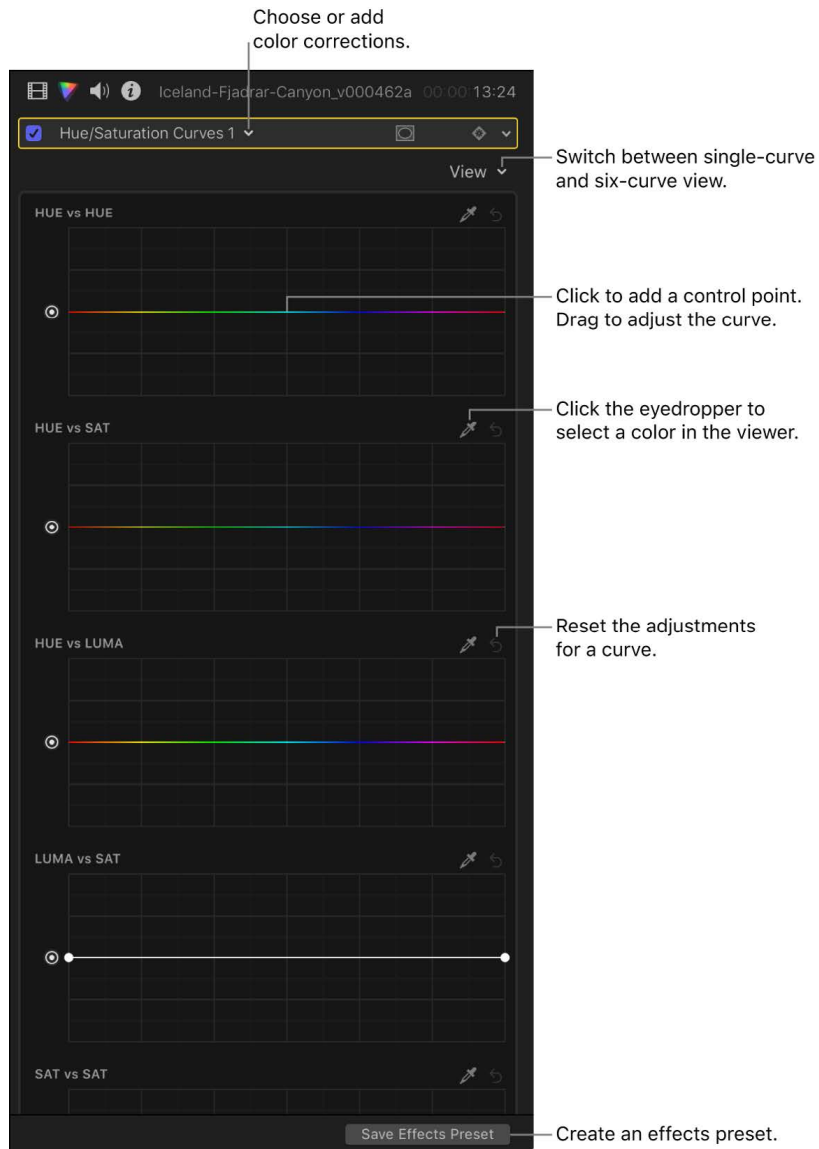 Choose or add
color corrections.
Iceland-Fjadrar-Canyon_v000462a 00:00:13:24
Hue/Saturation Curves 1
View
Switch between single-curve
and six-curve view.
HUE vs HUE
Click to add a control point.
Drag to adjust the curve.
HUE vs SAT
Click the eyedropper to
select a color in the viewer.
HUE vs LUMA
Reset the adjustments
for a curve.
LUMA vs SAT
SAT vs SAT
Save Effects Preset
Create an effects preset.